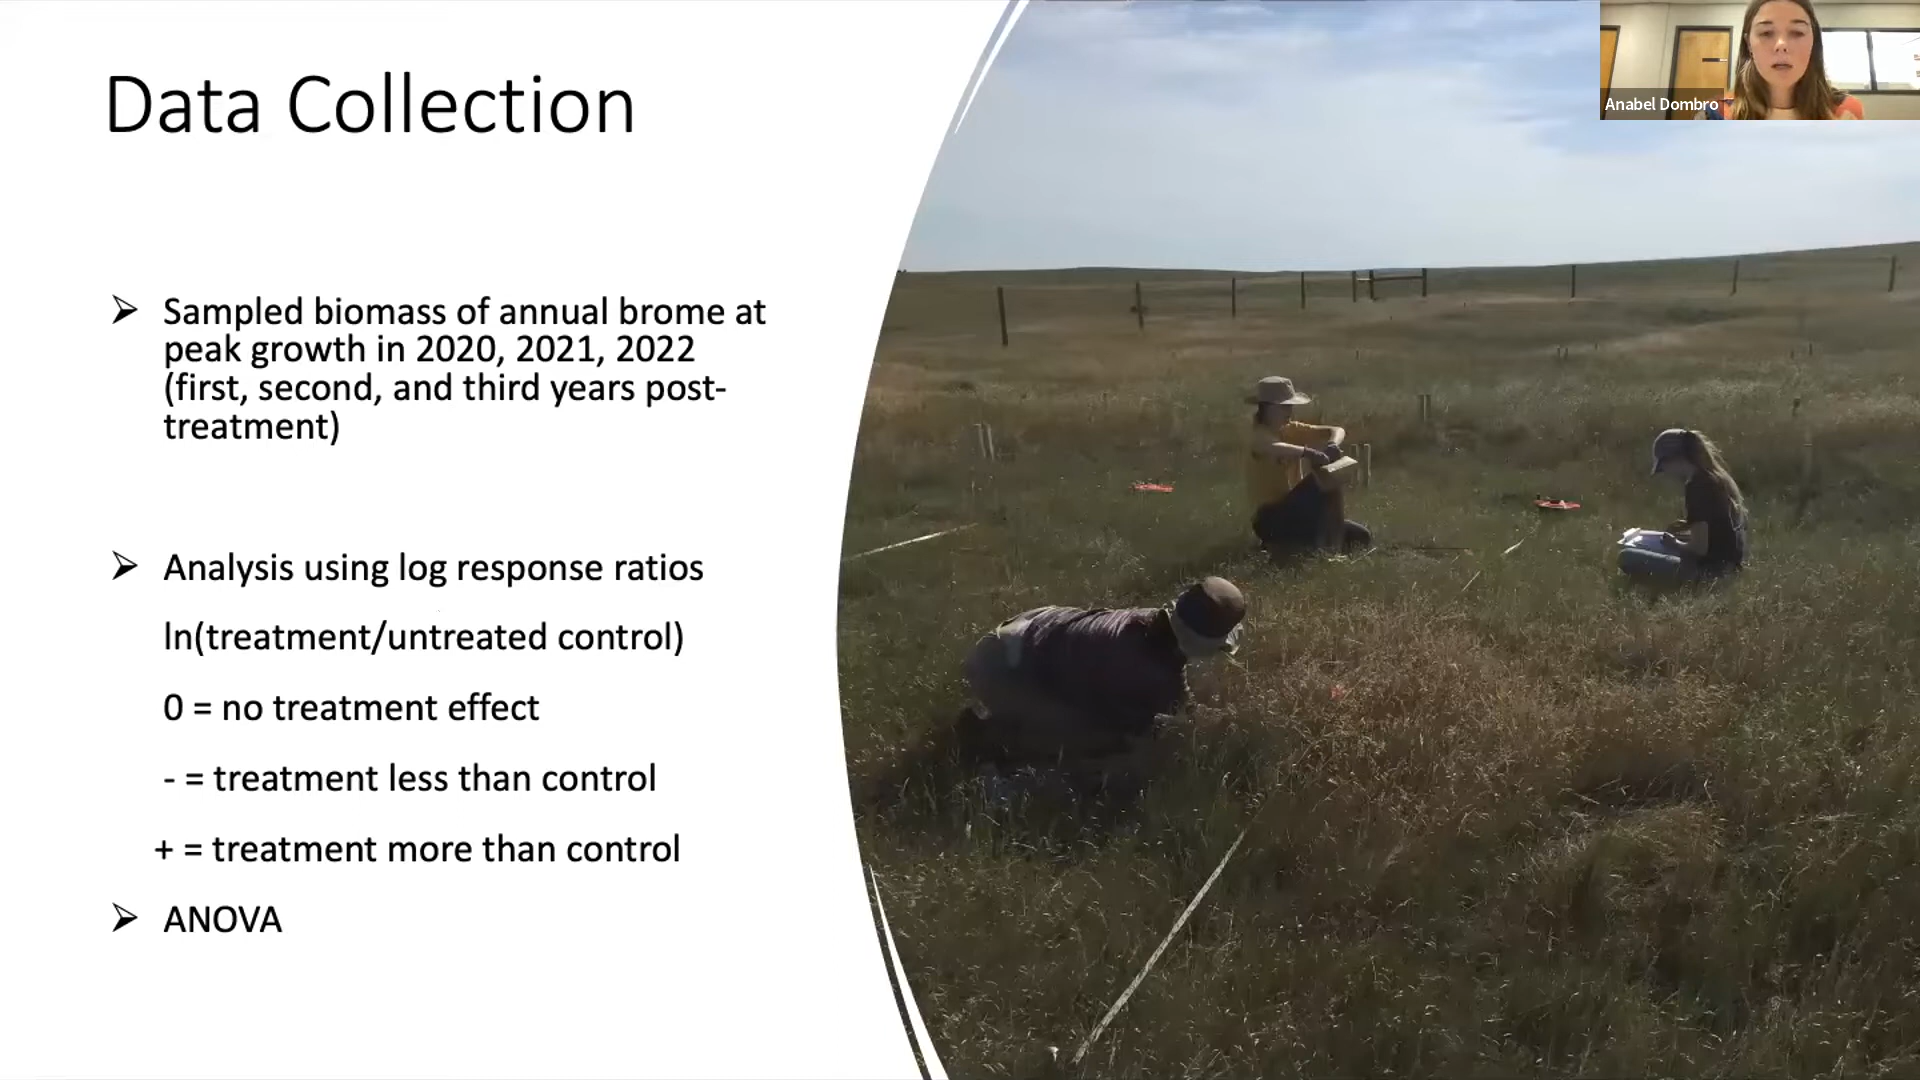 Data Collection
Anabel Dombro
➢ Sampled biomass of annual brome at
peak growth in 2020, 2021, 2022
(first, second, and third years post-
treatment)
➢ Analysis using log response ratios
ln(treatment/untreated control)
0 = no treatment effect
- = treatment less than control
+ = treatment more than control
➢ ANOVA